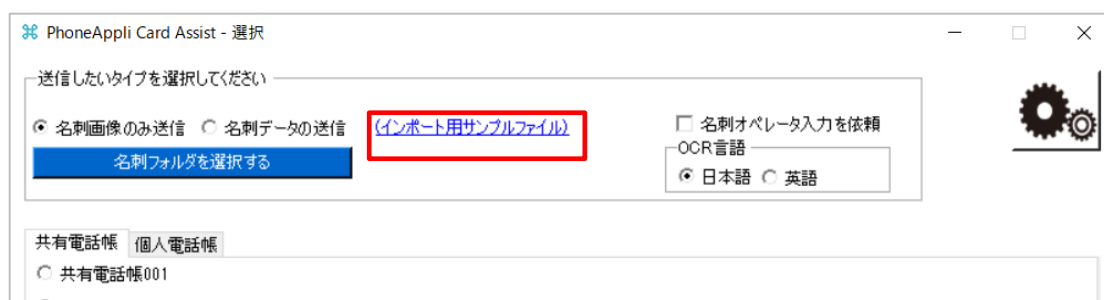 PhoneAppli Card Assist - 選択
送信したいタイプを選択してください
名刺画像のみ送信 名刺データの送信 (インポート用サンプルファイル) 名刺オペレータ入力を依頼
名刺フォルダを選択する
OCR言語
日本語 英語
共有電話帳 個人電話帳
共有電話帳001